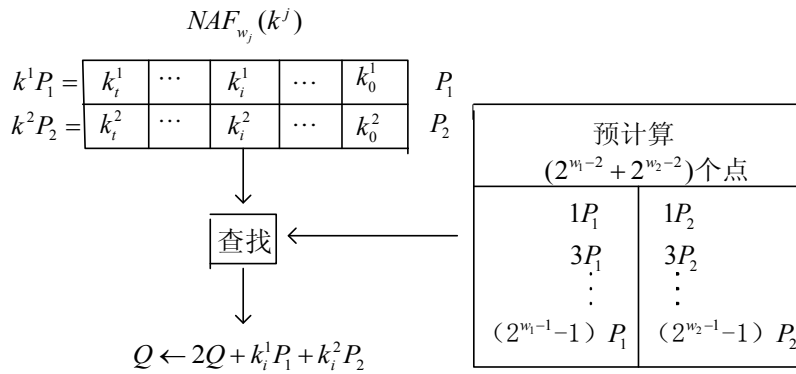 NAF_{w_j}(k^j)
k^1P_1 = k_t^1 ⋯ k_i^1 ⋯ k_0^1 P_1
k^2P_2 = k_t^2 ⋯ k_i^2 ⋯ k_0^2 P_2
预计算
(2^{w_1-2} + 2^{w_2-2})个点
1P_1 1P_2
3P_1 3P_2
⋮ ⋮
（2^{w_1-1}-1）P_1 （2^{w_2-1}-1）P_2
查找
Q ← 2Q + k_i^1P_1 + k_i^2P_2